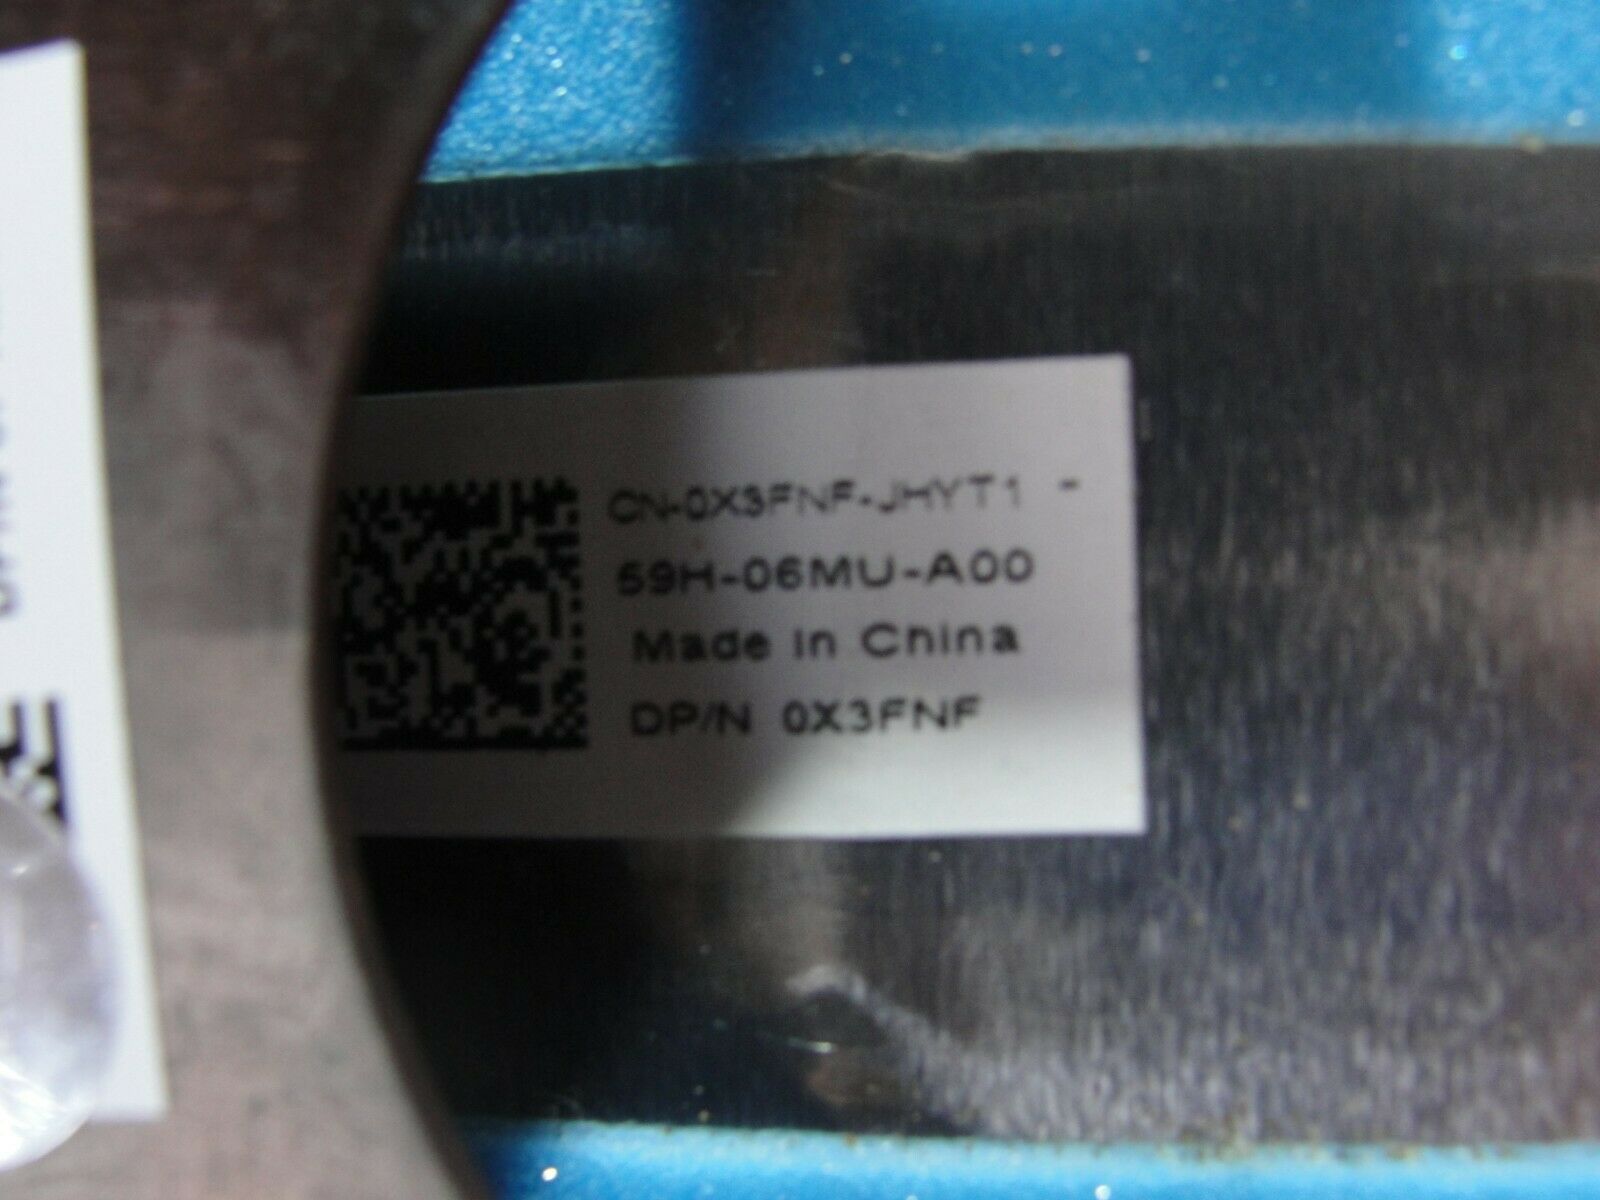 CN-0X3FNF-JHYT1 -
59H-06MU-A00
Made in China
DP/N 0X3FNF